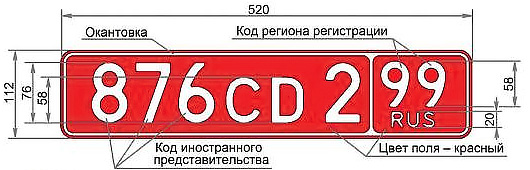 520
Окантовка
Код региона регистрации
112
76
58
876CD 2
99
RUS
58
20
Код иностранного
представительства
Цвет поля – красный